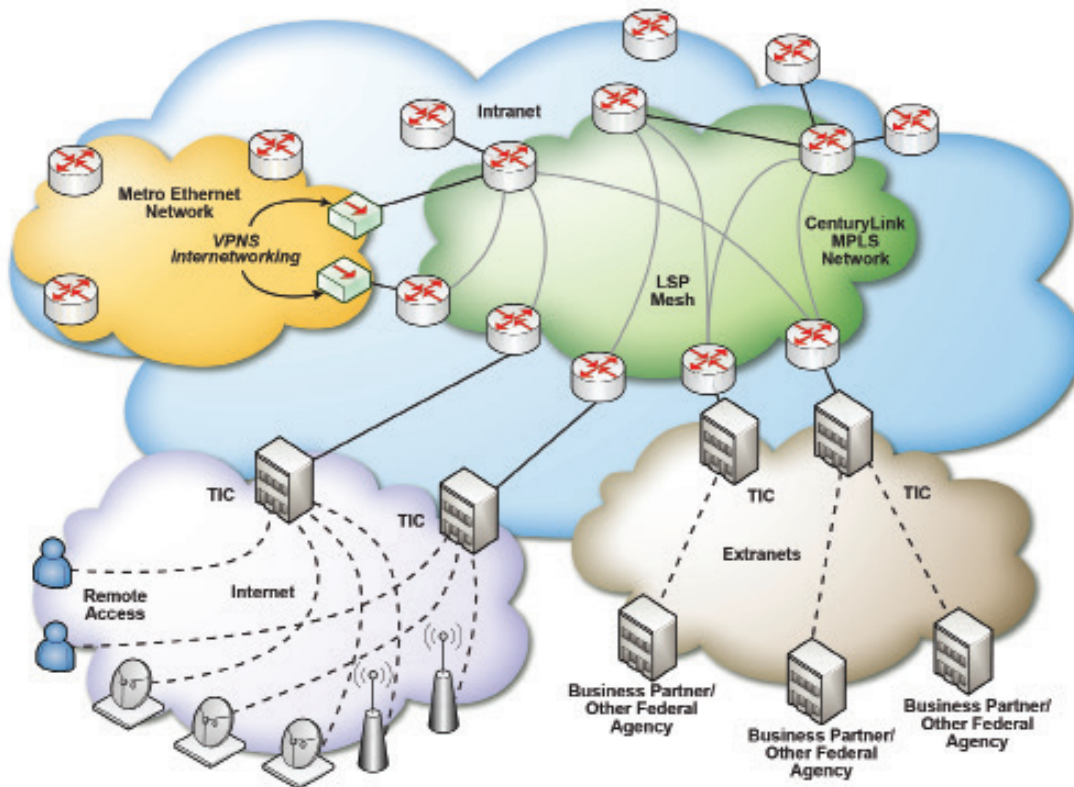 Intranet
Metro Ethernet
Network
VPNS
Internetworking
CenturyLink
MPLS
Network
LSP
Mesh
TIC
TIC
TIC
TIC
Extranets
Remote
Access
Internet
Business Partner/
Other Federal
Agency
Business Partner/
Other Federal
Agency
Business Partner/
Other Federal
Agency